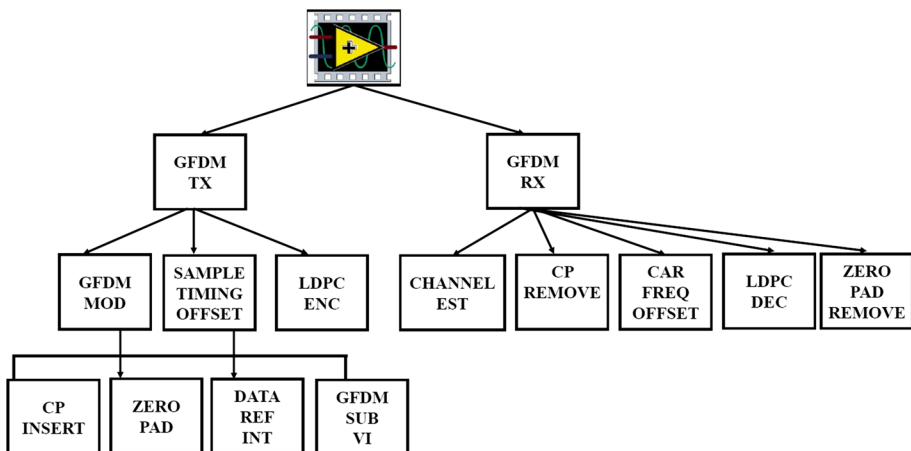 GFDM
TX
GFDM
RX
GFDM
MOD
SAMPLE
TIMING
OFFSET
LDPC
ENC
CHANNEL
EST
CP
REMOVE
CAR
FREQ
OFFSET
LDPC
DEC
ZERO
PAD
REMOVE
CP
INSERT
ZERO
PAD
DATA
REF
INT
GFDM
SUB
VI